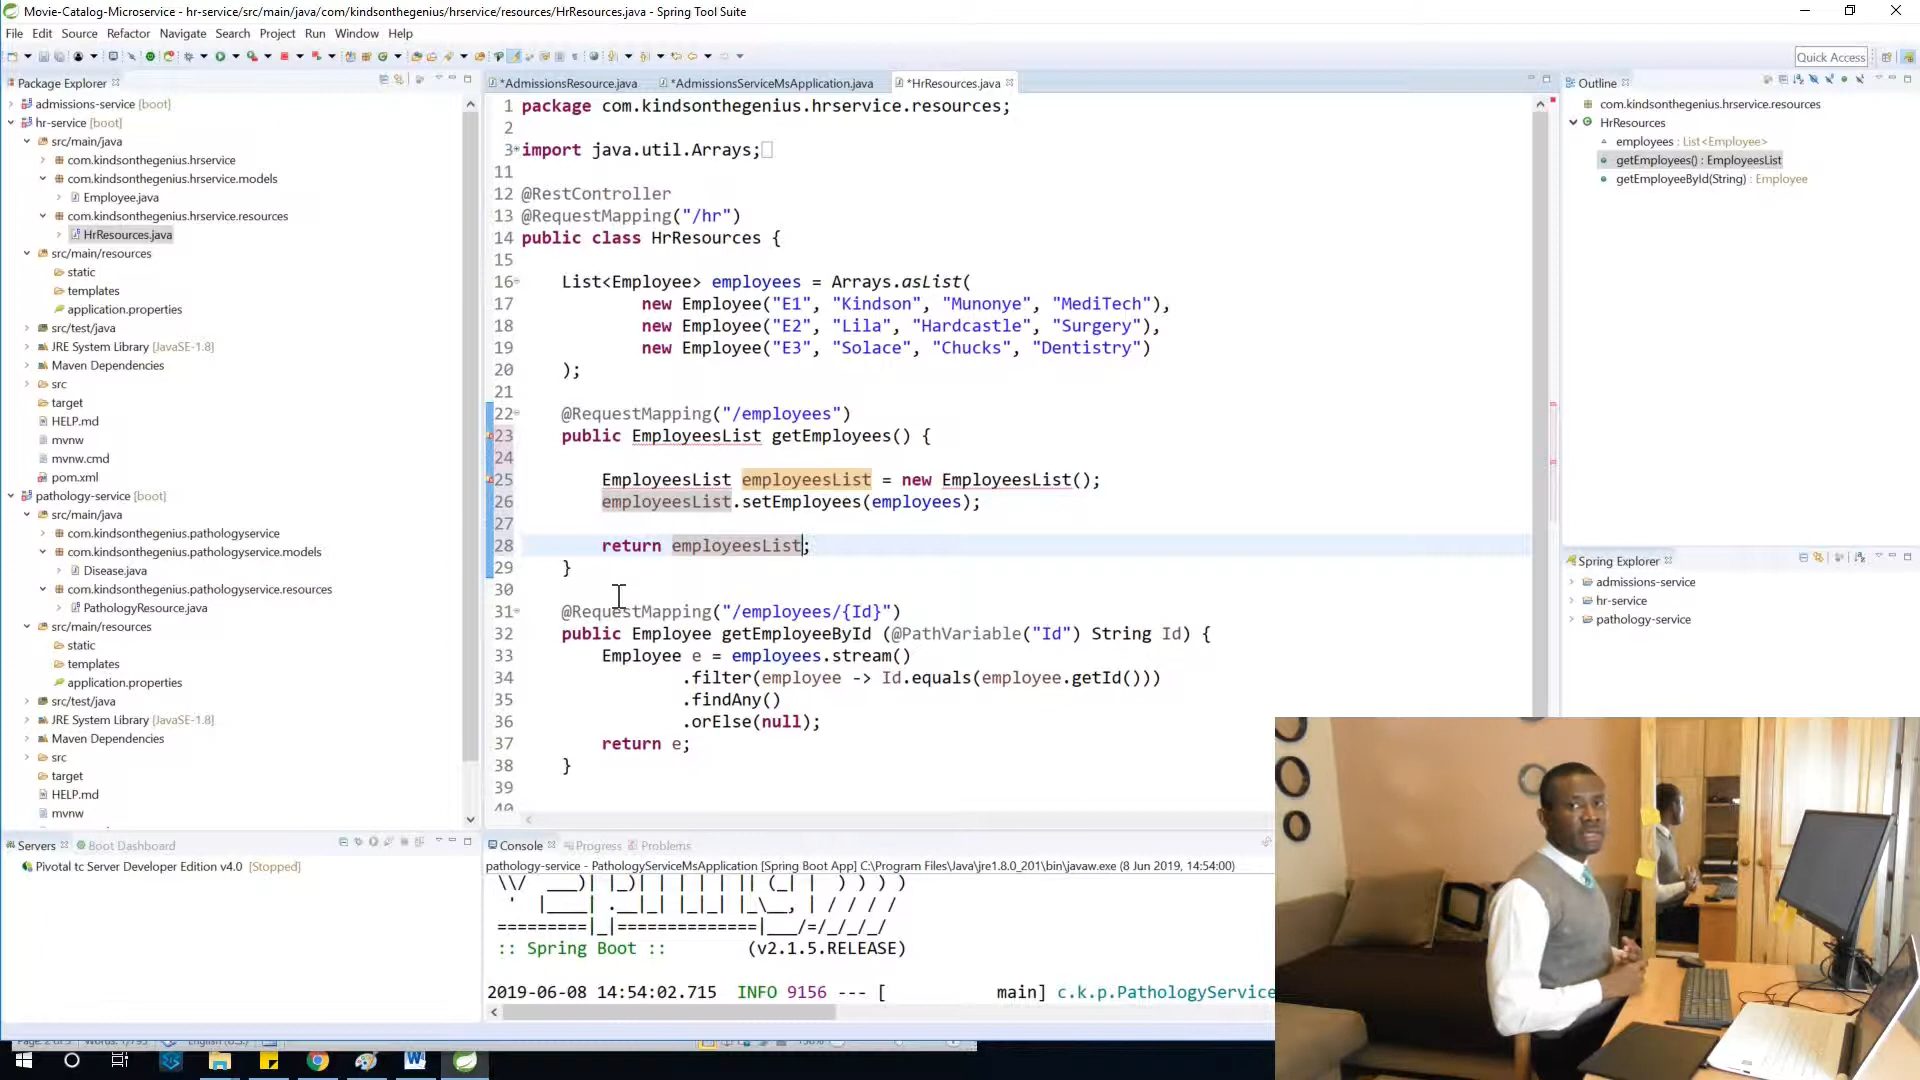 Movie-Catalog-Microservice - hr-service/src/main/java/com/kindsonthegenius/hrservice/resources/HrResources.java - Spring Tool Suite
File Edit Source Refactor Navigate Search Project Run Window Help
Quick Access
Package Explorer
admissions-service [boot]
hr-service [boot]
src/main/java
com.kindsonthegenius.hrservice
com.kindsonthegenius.hrservice.models
Employee.java
com.kindsonthegenius.hrservice.resources
HrResources.java
src/main/resources
static
templates
application.properties
src/test/java
JRE System Library [JavaSE-1.8]
Maven Dependencies
src
target
HELP.md
mvnw
mvnw.cmd
pom.xml
pathology-service [boot]
src/main/java
com.kindsonthegenius.pathologyservice
com.kindsonthegenius.pathologyservice.models
Disease.java
com.kindsonthegenius.pathologyservice.resources
PathologyResource.java
src/main/resources
static
templates
application.properties
src/test/java
JRE System Library [JavaSE-1.8]
Maven Dependencies
src
target
HELP.md
mvnw
*AdmissionsResource.java *AdmissionsServiceMsApplication.java *HrResources.java
1 package com.kindsonthegenius.hrservice.resources;
2
3 import java.util.Arrays;
11
12 @RestController
13 @RequestMapping("/hr")
14 public class HrResources {
15
16 List<Employee> employees = Arrays.asList(
17 new Employee("E1", "Kindson", "Munonye", "MediTech"),
18 new Employee("E2", "Lila", "Hardcastle", "Surgery"),
19 new Employee("E3", "Solace", "Chucks", "Dentistry")
20 );
21
22 @RequestMapping("/employees")
23 public EmployeesList getEmployees() {
24
25 EmployeesList employeesList = new EmployeesList();
26 employeesList.setEmployees(employees);
27
28 return employeesList;
29 }
30
31 @RequestMapping("/employees/{Id}")
32 public Employee getEmployeeById (@PathVariable("Id") String Id) {
33 Employee e = employees.stream()
34 .filter(employee -> Id.equals(employee.getId()))
35 .findAny()
36 .orElse(null);
37 return e;
38 }
39
40
Outline
com.kindsonthegenius.hrservice.resources
HrResources
employees : List<Employee>
getEmployees() : EmployeesList
getEmployeeById(String) : Employee
Spring Explorer
admissions-service
hr-service
pathology-service
Servers Boot Dashboard
Pivotal tc Server Developer Edition v4.0 [Stopped]
Console Progress Problems
pathology-service - PathologyServiceMsApplication [Spring Boot App] C:\Program Files\Java\jre1.8.0_201\bin\javaw.exe (8 Jun 2019, 14:54:00)
\\/ ___)| |_)| | | | | || (_| | ) ) ) )
' |____| .__|_| |_|_| |_\__, | / / / /
=========|_|==============|___/=/_/_/_/
:: Spring Boot :: (v2.1.5.RELEASE)
2019-06-08 14:54:02.715 INFO 9156 --- [ main] c.k.p.PathologyService